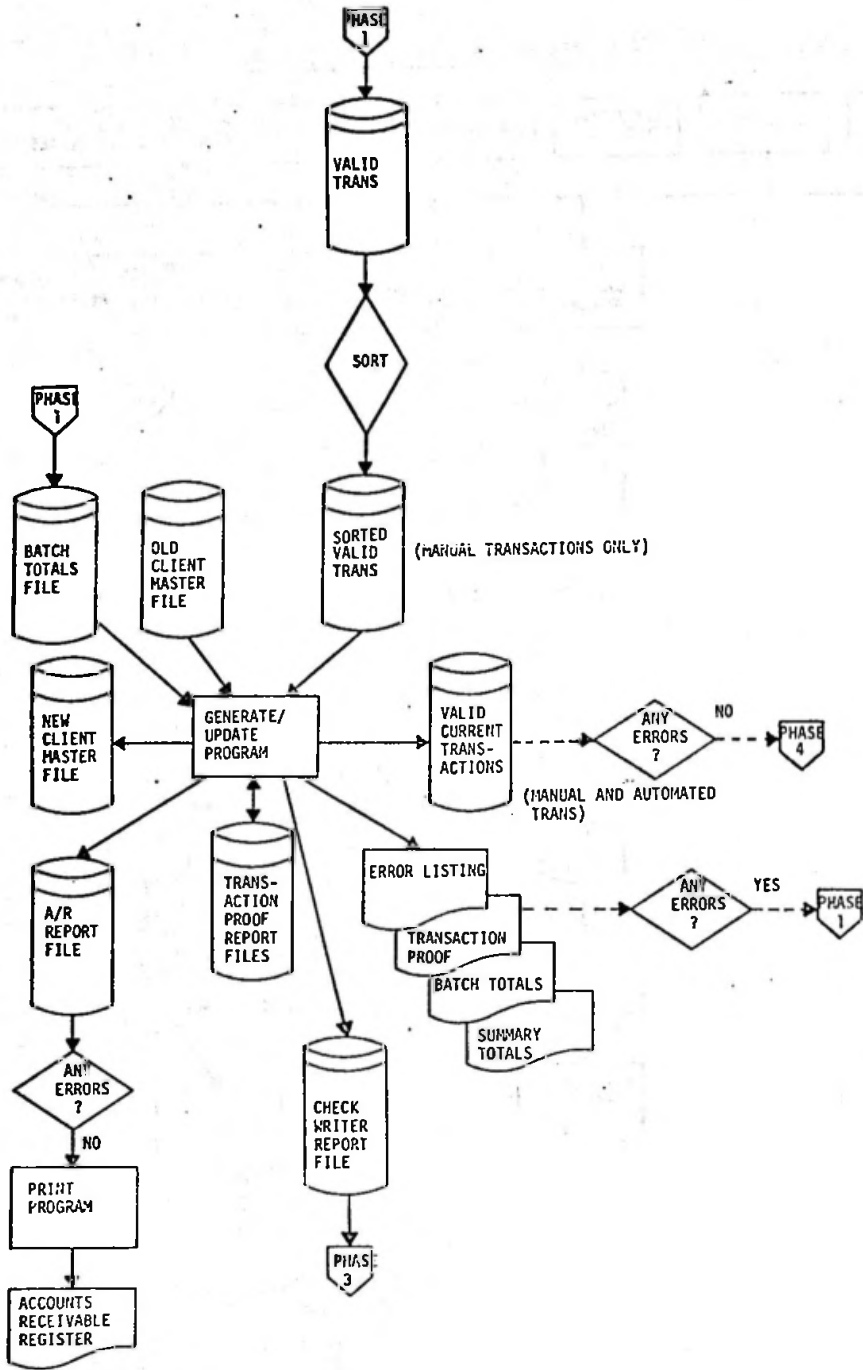 PHASE
1
VALID
TRANS
SORT
PHASE
1
BATCH
TOTALS
FILE
OLD
CLIENT
MASTER
FILE
SORTED
VALID
TRANS
(MANUAL TRANSACTIONS ONLY)
NEW
CLIENT
MASTER
FILE
GENERATE/
UPDATE
PROGRAM
VALID
CURRENT
TRANS-
ACTIONS
ANY
ERRORS
?
NO
PHASE
4
(MANUAL AND AUTOMATED
TRANS)
A/R
REPORT
FILE
TRANS-
ACTION
PROOF
REPORT
FILES
ERROR LISTING
TRANSACTION
PROOF
BATCH TOTALS
SUMMARY
TOTALS
ANY
ERRORS
?
YES
PHASE
1
ANY
ERRORS
?
NO
CHECK
WRITER
REPORT
FILE
PRINT
PROGRAM
PHASE
3
ACCOUNTS
RECEIVABLE
REGISTER